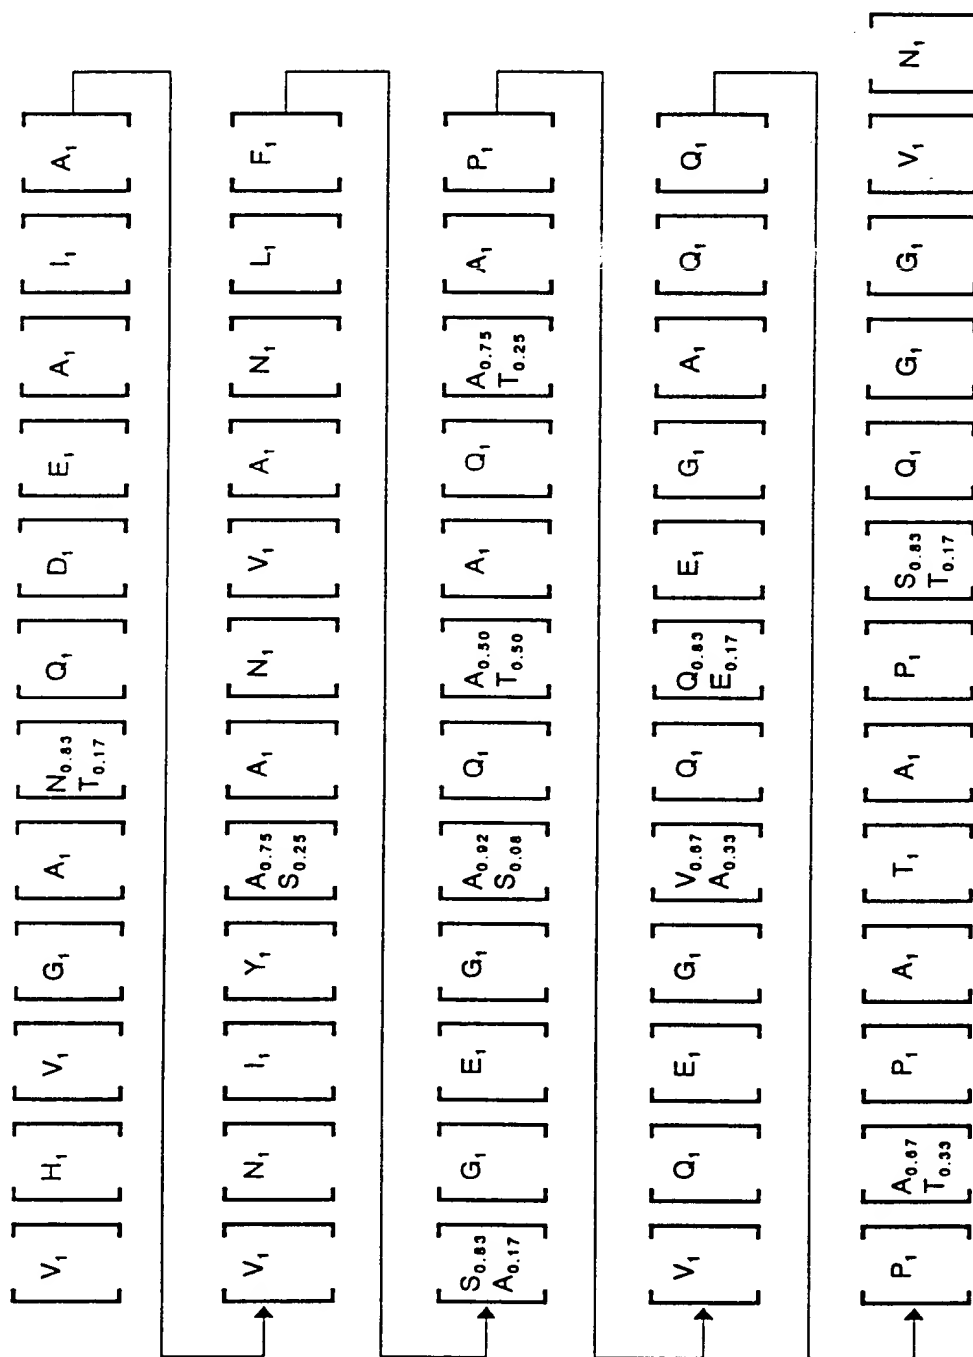 [V₁] [H₁] [V₁] [G₁] [A₁] [N₀.₈₃ T₀.₁₇] [Q₁] [D₁] [E₁] [A₁] [I₁] [A₁]
[V₁] [N₁] [I₁] [Y₁] [A₀.₇₅ S₀.₂₅] [A₁] [N₁] [V₁] [A₁] [N₁] [L₁] [F₁]
[S₀.₈₃ A₀.₁₇] [G₁] [E₁] [G₁] [A₀.₉₂ S₀.₀₈] [Q₁] [A₀.₅₀ T₀.₅₀] [A₁] [Q₁] [A₀.₇₅ T₀.₂₅] [A₁] [P₁]
[V₁] [Q₁] [E₁] [G₁] [V₀.₆₇ A₀.₃₃] [Q₁] [Q₀.₈₃ E₀.₁₇] [E₁] [G₁] [A₁] [Q₁] [Q₁]
[P₁] [A₀.₆₇ T₀.₃₃] [P₁] [A₁] [T₁] [A₁] [P₁] [S₀.₈₃ T₀.₁₇] [Q₁] [G₁] [G₁] [V₁] [N₁]